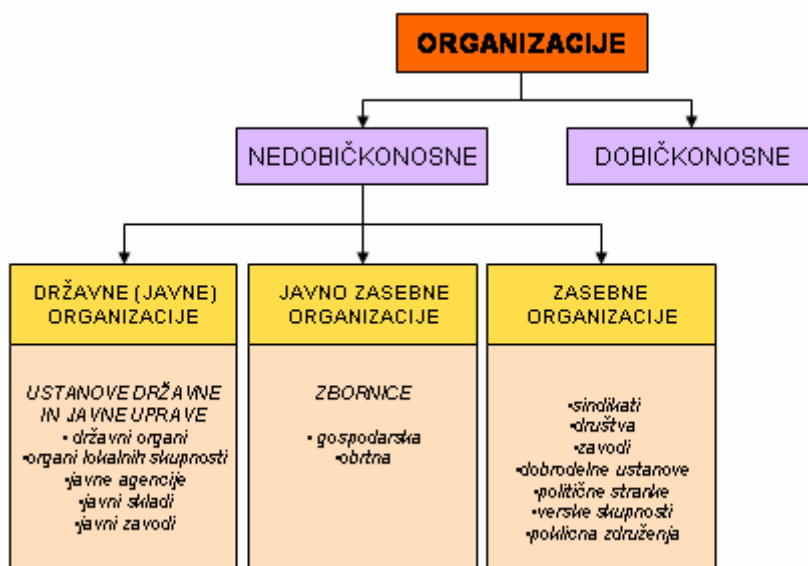 ORGANIZACIJE
NEDOBIČKONOSNE
DOBIČKONOSNE
DRŽAVNE (JAVNE)
ORGANIZACIJE
USTANOVE DRŽAVNE
IN JAVNE UPRAVE
• državni organi
•organi lokalnih skupnosti
•javne agencije
•javni skladi
•javni zavodi
JAVNO ZASEBNE
ORGANIZACIJE
ZBORNICE
• gospodarska
•obrtna
ZASEBNE
ORGANIZACIJE
•sindikati
•društva
•zavodi
•dobrodelne ustanove
•politične stranke
•verske skupnosti
•poklicna združenja